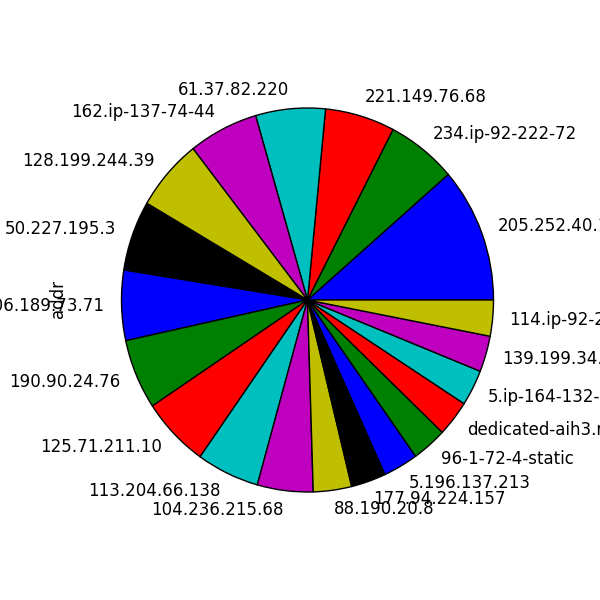 61.37.82.220
221.149.76.68
162.ip-137-74-44
234.ip-92-222-72
128.199.244.39
205.252.40.
50.227.195.3
addr
06.189.73.71
114.ip-92-2
139.199.34.
190.90.24.76
5.ip-164-132-
dedicated-aih3.
125.71.211.10
96-1-72-4-static
5.196.137.213
113.204.66.138
177.94.224.157
104.236.215.68
88.190.20.8